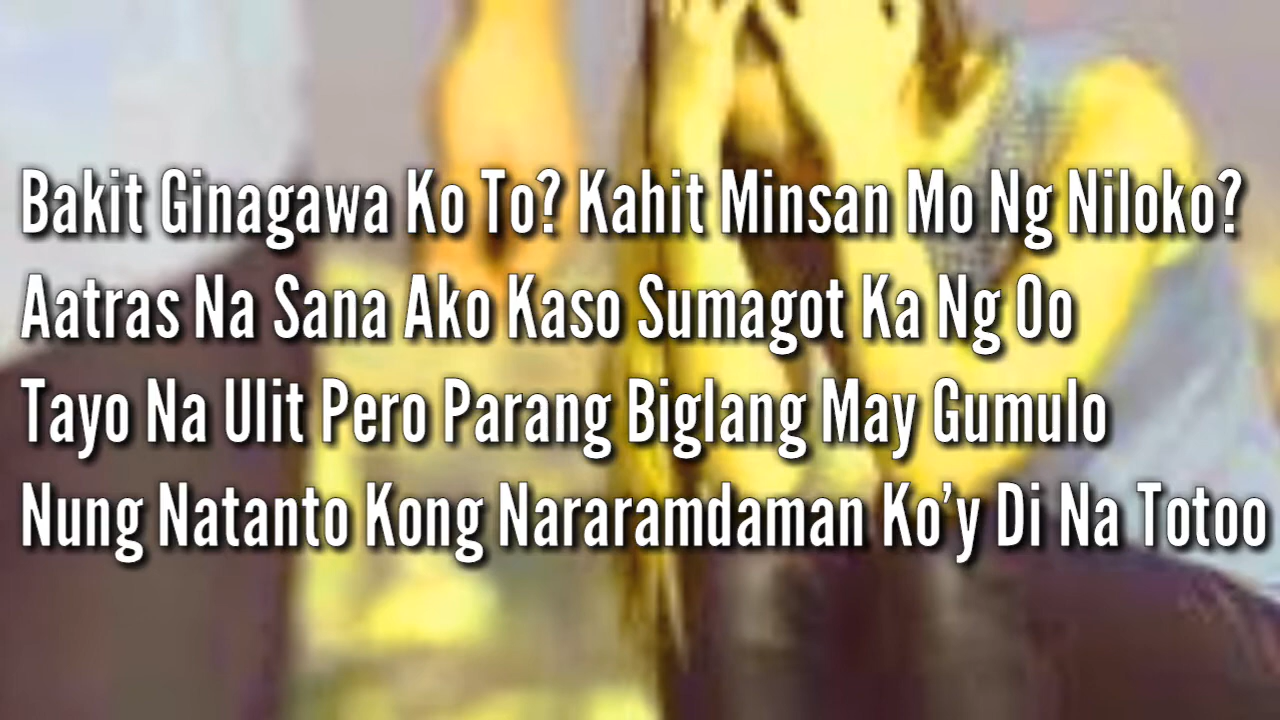 Bakit Ginagawa Ko To? Kahit Minsan Mo Ng Niloko?
Aatras Na Sana Ako Kaso Sumagot Ka Ng Oo
Tayo Na Ulit Pero Parang Biglang May Gumulo
Nung Natanto Kong Nararamdaman Ko’y Di Na Totoo